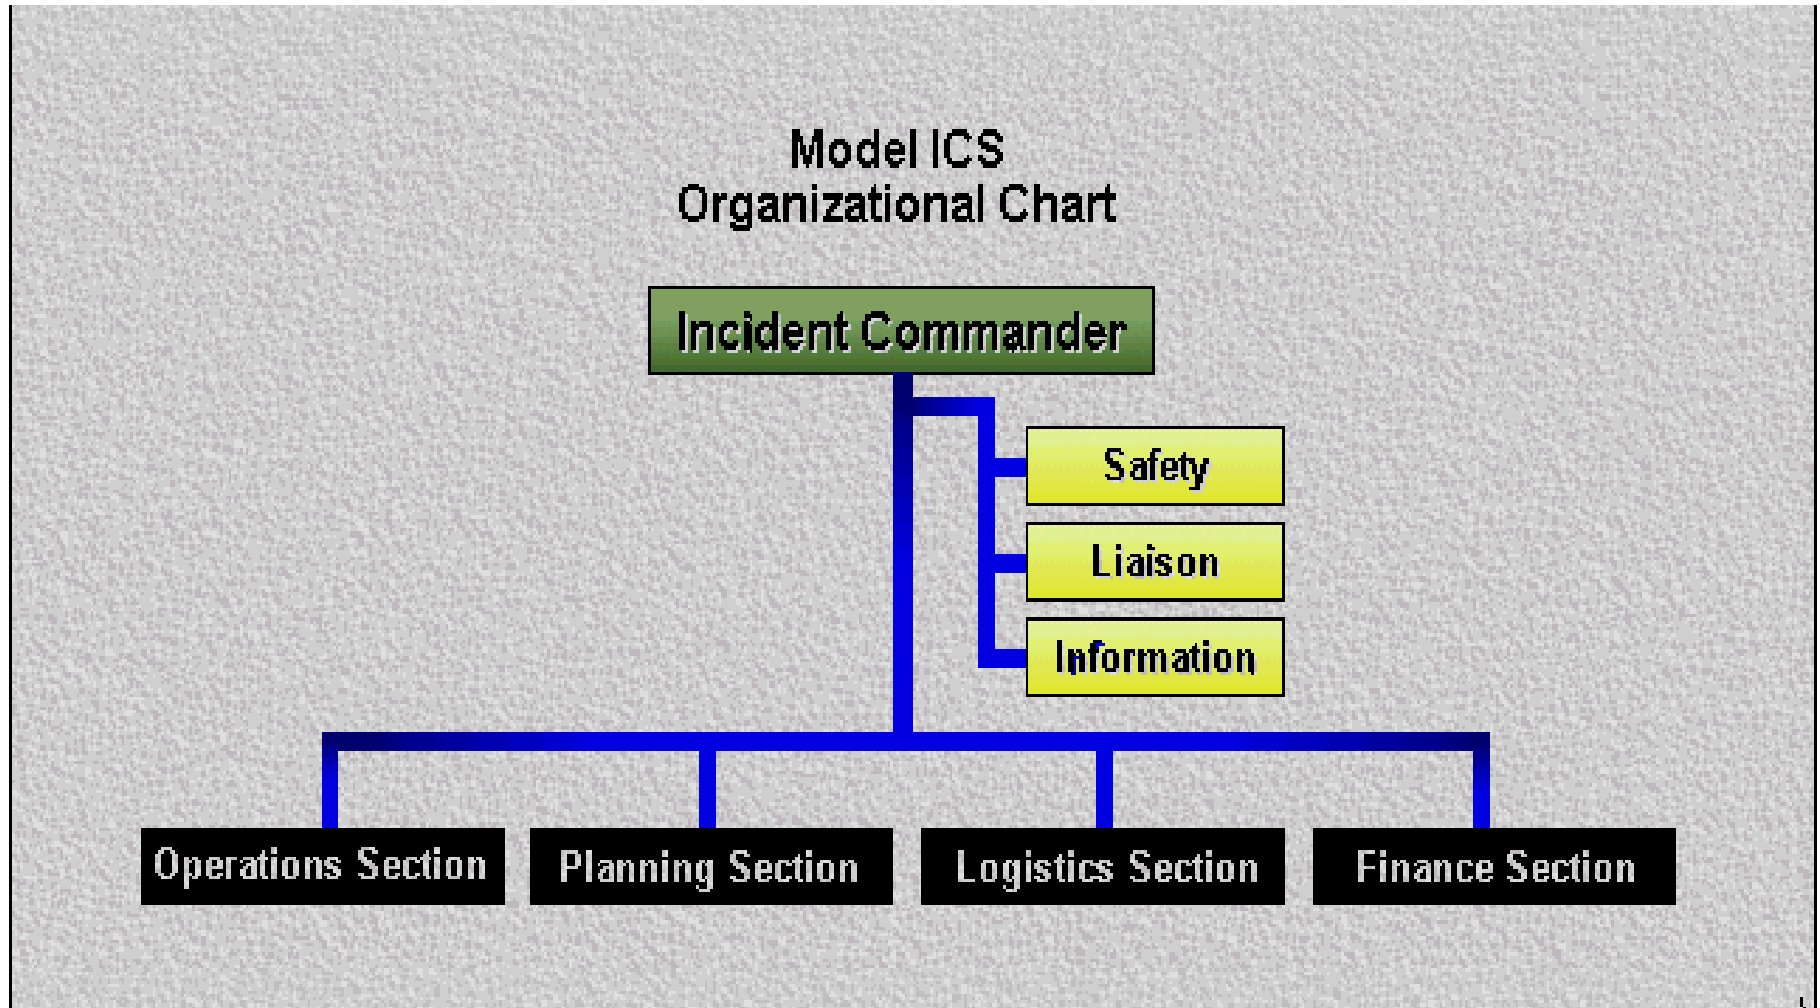 Model ICS
Organizational Chart
Incident Commander
Safety
Liaison
Information
Operations Section
Planning Section
Logistics Section
Finance Section